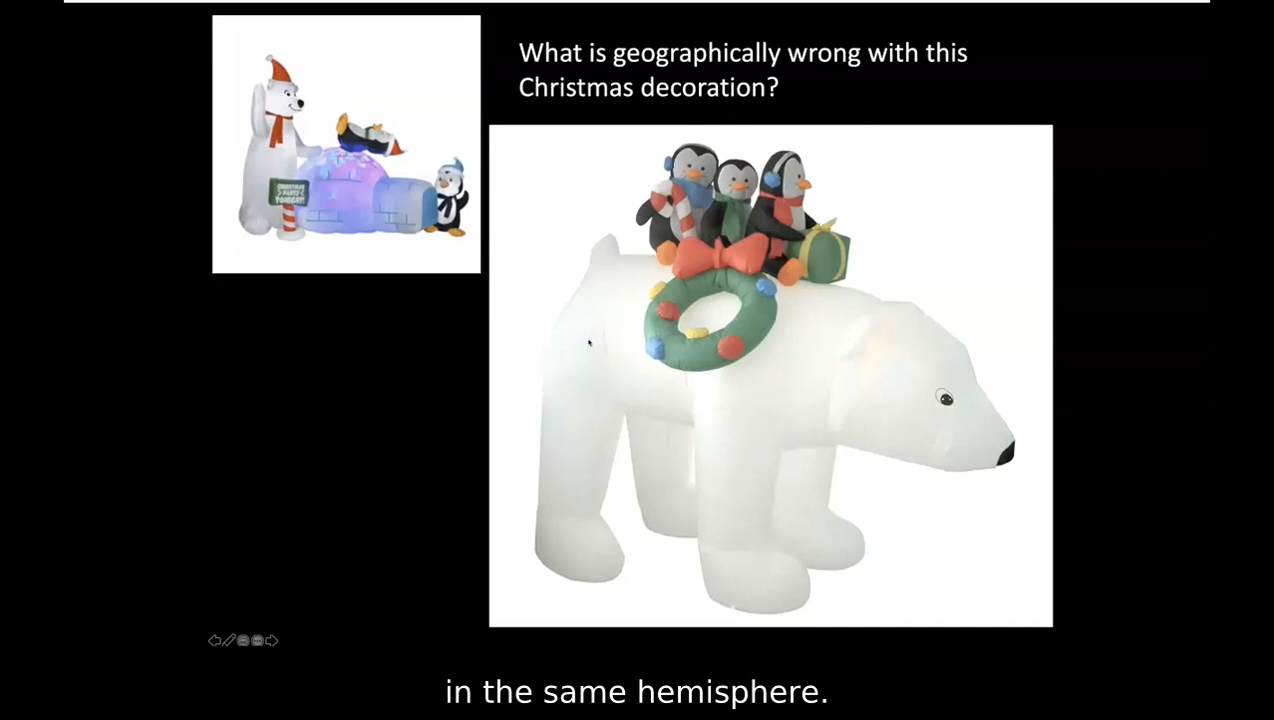 What is geographically wrong with this
Christmas decoration?
CHRISTMAS
PARTY
TONIGHT!
in the same hemisphere.